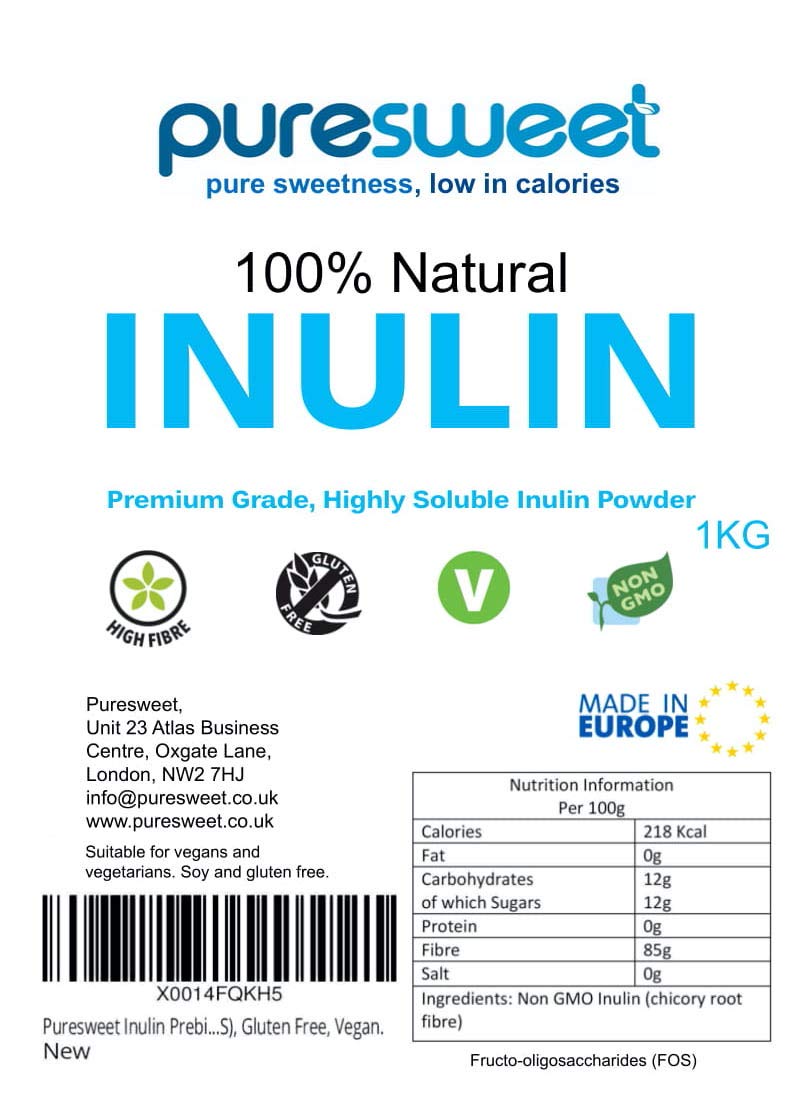 puresweet
pure sweetness, low in calories
100% Natural
INULIN
Premium Grade, Highly Soluble Inulin Powder
1KG
HIGH FIBRE
GLUTEN
FREE
V
NON
GMO
Puresweet,
Unit 23 Atlas Business
Centre, Oxgate Lane,
London, NW2 7HJ
info@puresweet.co.uk
www.puresweet.co.uk
Suitable for vegans and
vegetarians. Soy and gluten free.
X0014FQKH5
Puresweet Inulin Prebi...S), Gluten Free, Vegan.
New
MADE IN
EUROPE
Nutrition Information
Per 100g
Calories 218 Kcal
Fat 0g
Carbohydrates 12g
of which Sugars 12g
Protein 0g
Fibre 85g
Salt 0g
Ingredients: Non GMO Inulin (chicory root
fibre)
Fructo-oligosaccharides (FOS)